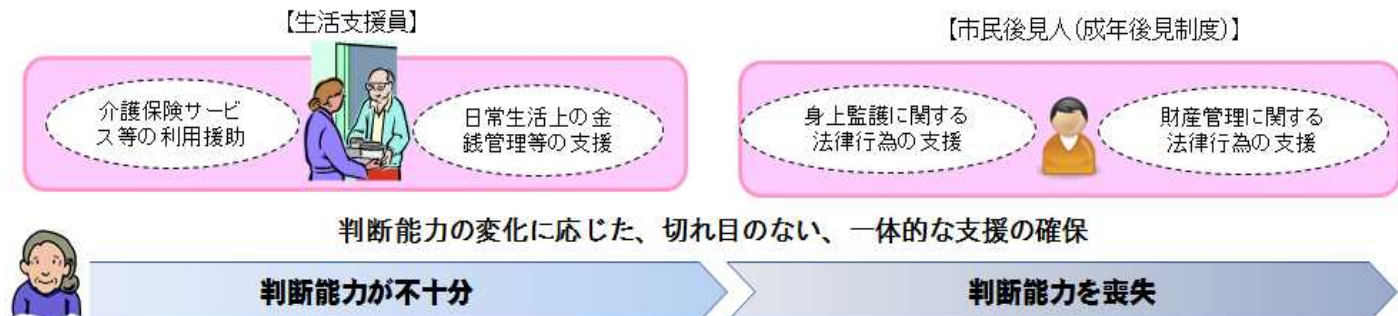 【生活支援員】
【市民後見人(成年後見制度)】
介護保険サービ
ス等の利用援助
日常生活上の金
銭管理等の支援
身上監護に関する
法律行為の支援
財産管理に関する
法律行為の支援
判断能力の変化に応じた、切れ目のない、一体的な支援の確保
判断能力が不十分
判断能力を喪失